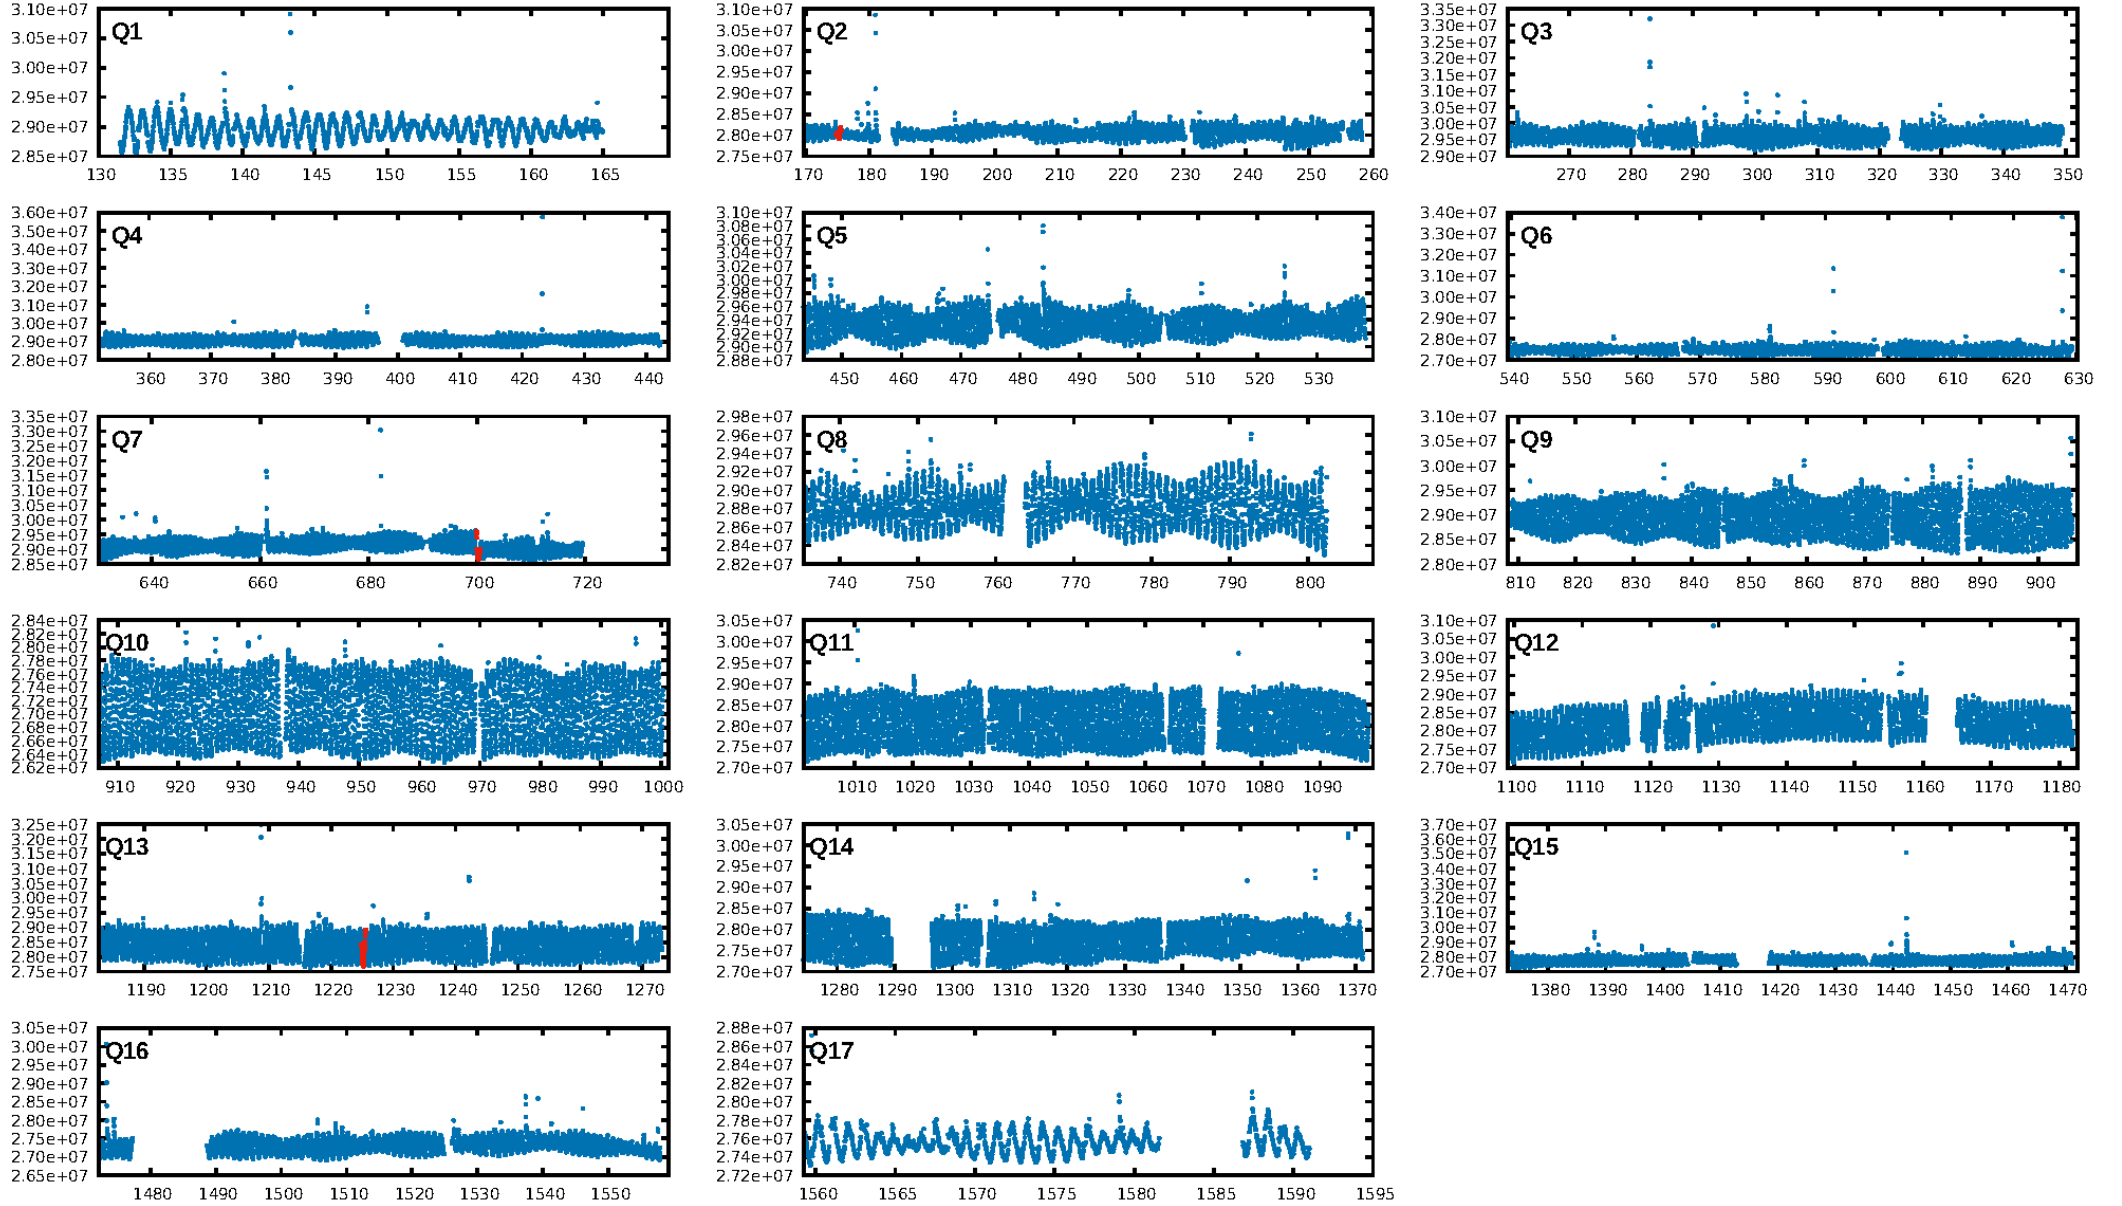 3.10e+07
3.05e+07
3.00e+07
2.95e+07
2.90e+07
2.85e+07
Q1
130 135 140 145 150 155 160 165
3.10e+07
3.05e+07
3.00e+07
2.95e+07
2.90e+07
2.85e+07
2.80e+07
2.75e+07
Q2
170 180 190 200 210 220 230 240 250 260
3.35e+07
3.30e+07
3.25e+07
3.20e+07
3.15e+07
3.10e+07
3.05e+07
3.00e+07
2.95e+07
2.90e+07
Q3
270 280 290 300 310 320 330 340 350
3.60e+07
3.50e+07
3.40e+07
3.30e+07
3.20e+07
3.10e+07
3.00e+07
2.90e+07
2.80e+07
Q4
360 370 380 390 400 410 420 430 440
3.10e+07
3.08e+07
3.06e+07
3.04e+07
3.02e+07
3.00e+07
2.98e+07
2.96e+07
2.94e+07
2.92e+07
2.90e+07
2.88e+07
Q5
450 460 470 480 490 500 510 520 530
3.40e+07
3.30e+07
3.20e+07
3.10e+07
3.00e+07
2.90e+07
2.80e+07
2.70e+07
Q6
540 550 560 570 580 590 600 610 620 630
3.35e+07
3.30e+07
3.25e+07
3.20e+07
3.15e+07
3.10e+07
3.05e+07
3.00e+07
2.95e+07
2.90e+07
2.85e+07
Q7
640 660 680 700 720
2.98e+07
2.96e+07
2.94e+07
2.92e+07
2.90e+07
2.88e+07
2.86e+07
2.84e+07
2.82e+07
Q8
740 750 760 770 780 790 800
3.10e+07
3.05e+07
3.00e+07
2.95e+07
2.90e+07
2.85e+07
2.80e+07
Q9
810 820 830 840 850 860 870 880 890 900
2.84e+07
2.82e+07
2.80e+07
2.78e+07
2.76e+07
2.74e+07
2.72e+07
2.70e+07
2.68e+07
2.66e+07
2.64e+07
2.62e+07
Q10
910 920 930 940 950 960 970 980 990 1000
3.05e+07
3.00e+07
2.95e+07
2.90e+07
2.85e+07
2.80e+07
2.75e+07
2.70e+07
Q11
1010 1020 1030 1040 1050 1060 1070 1080 1090
3.10e+07
3.05e+07
3.00e+07
2.95e+07
2.90e+07
2.85e+07
2.80e+07
2.75e+07
2.70e+07
Q12
1100 1110 1120 1130 1140 1150 1160 1170 1180
3.25e+07
3.20e+07
3.15e+07
3.10e+07
3.05e+07
3.00e+07
2.95e+07
2.90e+07
2.85e+07
2.80e+07
2.75e+07
Q13
1190 1200 1210 1220 1230 1240 1250 1260 1270
3.05e+07
3.00e+07
2.95e+07
2.90e+07
2.85e+07
2.80e+07
2.75e+07
2.70e+07
Q14
1280 1290 1300 1310 1320 1330 1340 1350 1360 1370
3.70e+07
3.60e+07
3.50e+07
3.40e+07
3.30e+07
3.20e+07
3.10e+07
3.00e+07
2.90e+07
2.80e+07
2.70e+07
Q15
1380 1390 1400 1410 1420 1430 1440 1450 1460 1470
3.05e+07
3.00e+07
2.95e+07
2.90e+07
2.85e+07
2.80e+07
2.75e+07
2.70e+07
2.65e+07
Q16
1480 1490 1500 1510 1520 1530 1540 1550
2.88e+07
2.86e+07
2.84e+07
2.82e+07
2.80e+07
2.78e+07
2.76e+07
2.74e+07
2.72e+07
Q17
1560 1565 1570 1575 1580 1585 1590 1595